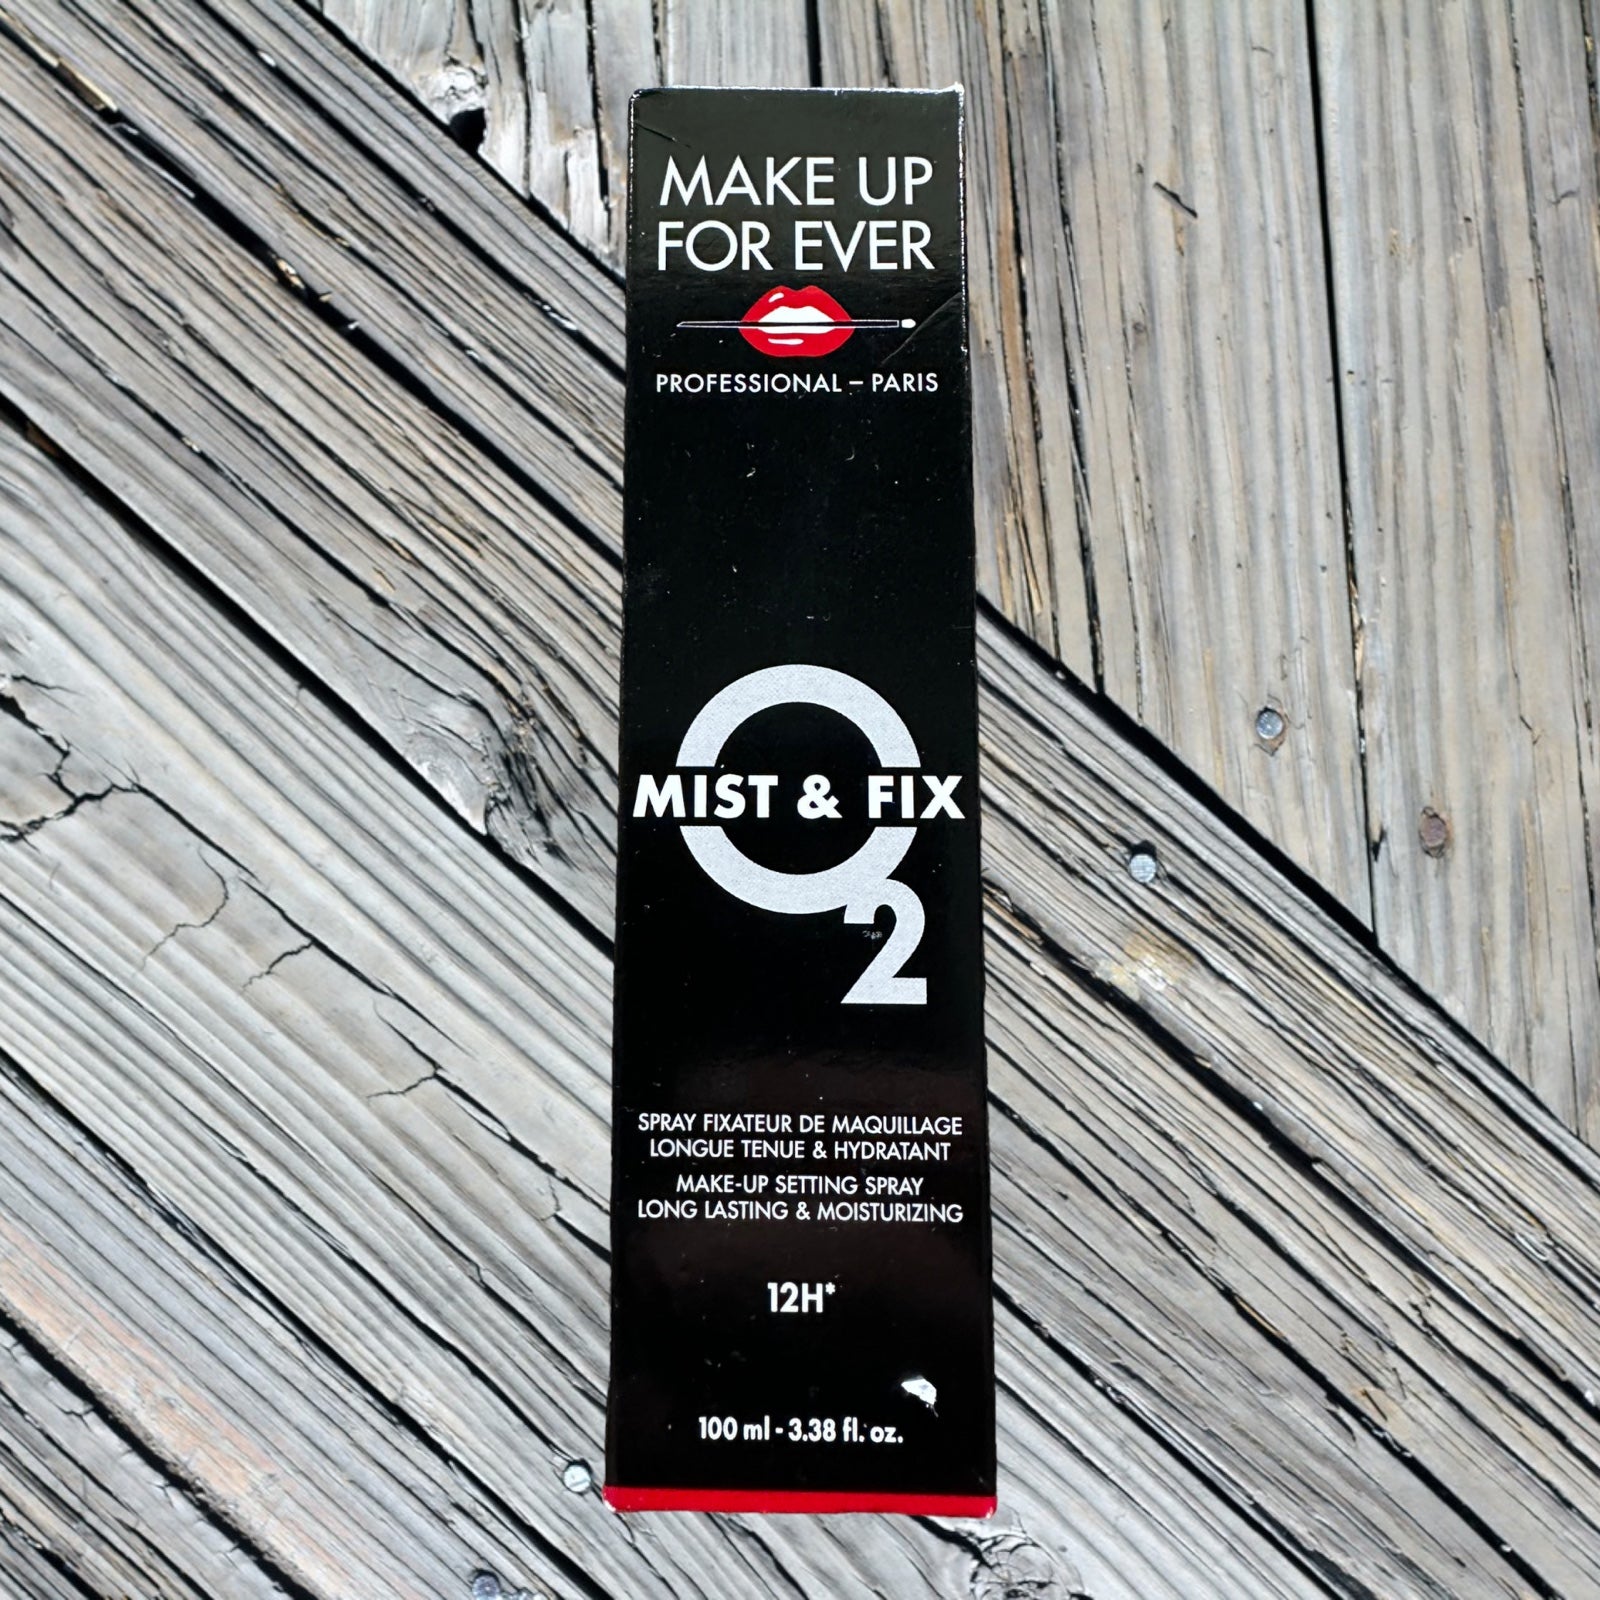 MAKE UP
FOR EVER
PROFESSIONAL – PARIS
O2
MIST & FIX
SPRAY FIXATEUR DE MAQUILLAGE
LONGUE TENUE & HYDRATANT
MAKE-UP SETTING SPRAY
LONG LASTING & MOISTURIZING
12H*
100 ml - 3.38 fl. oz.